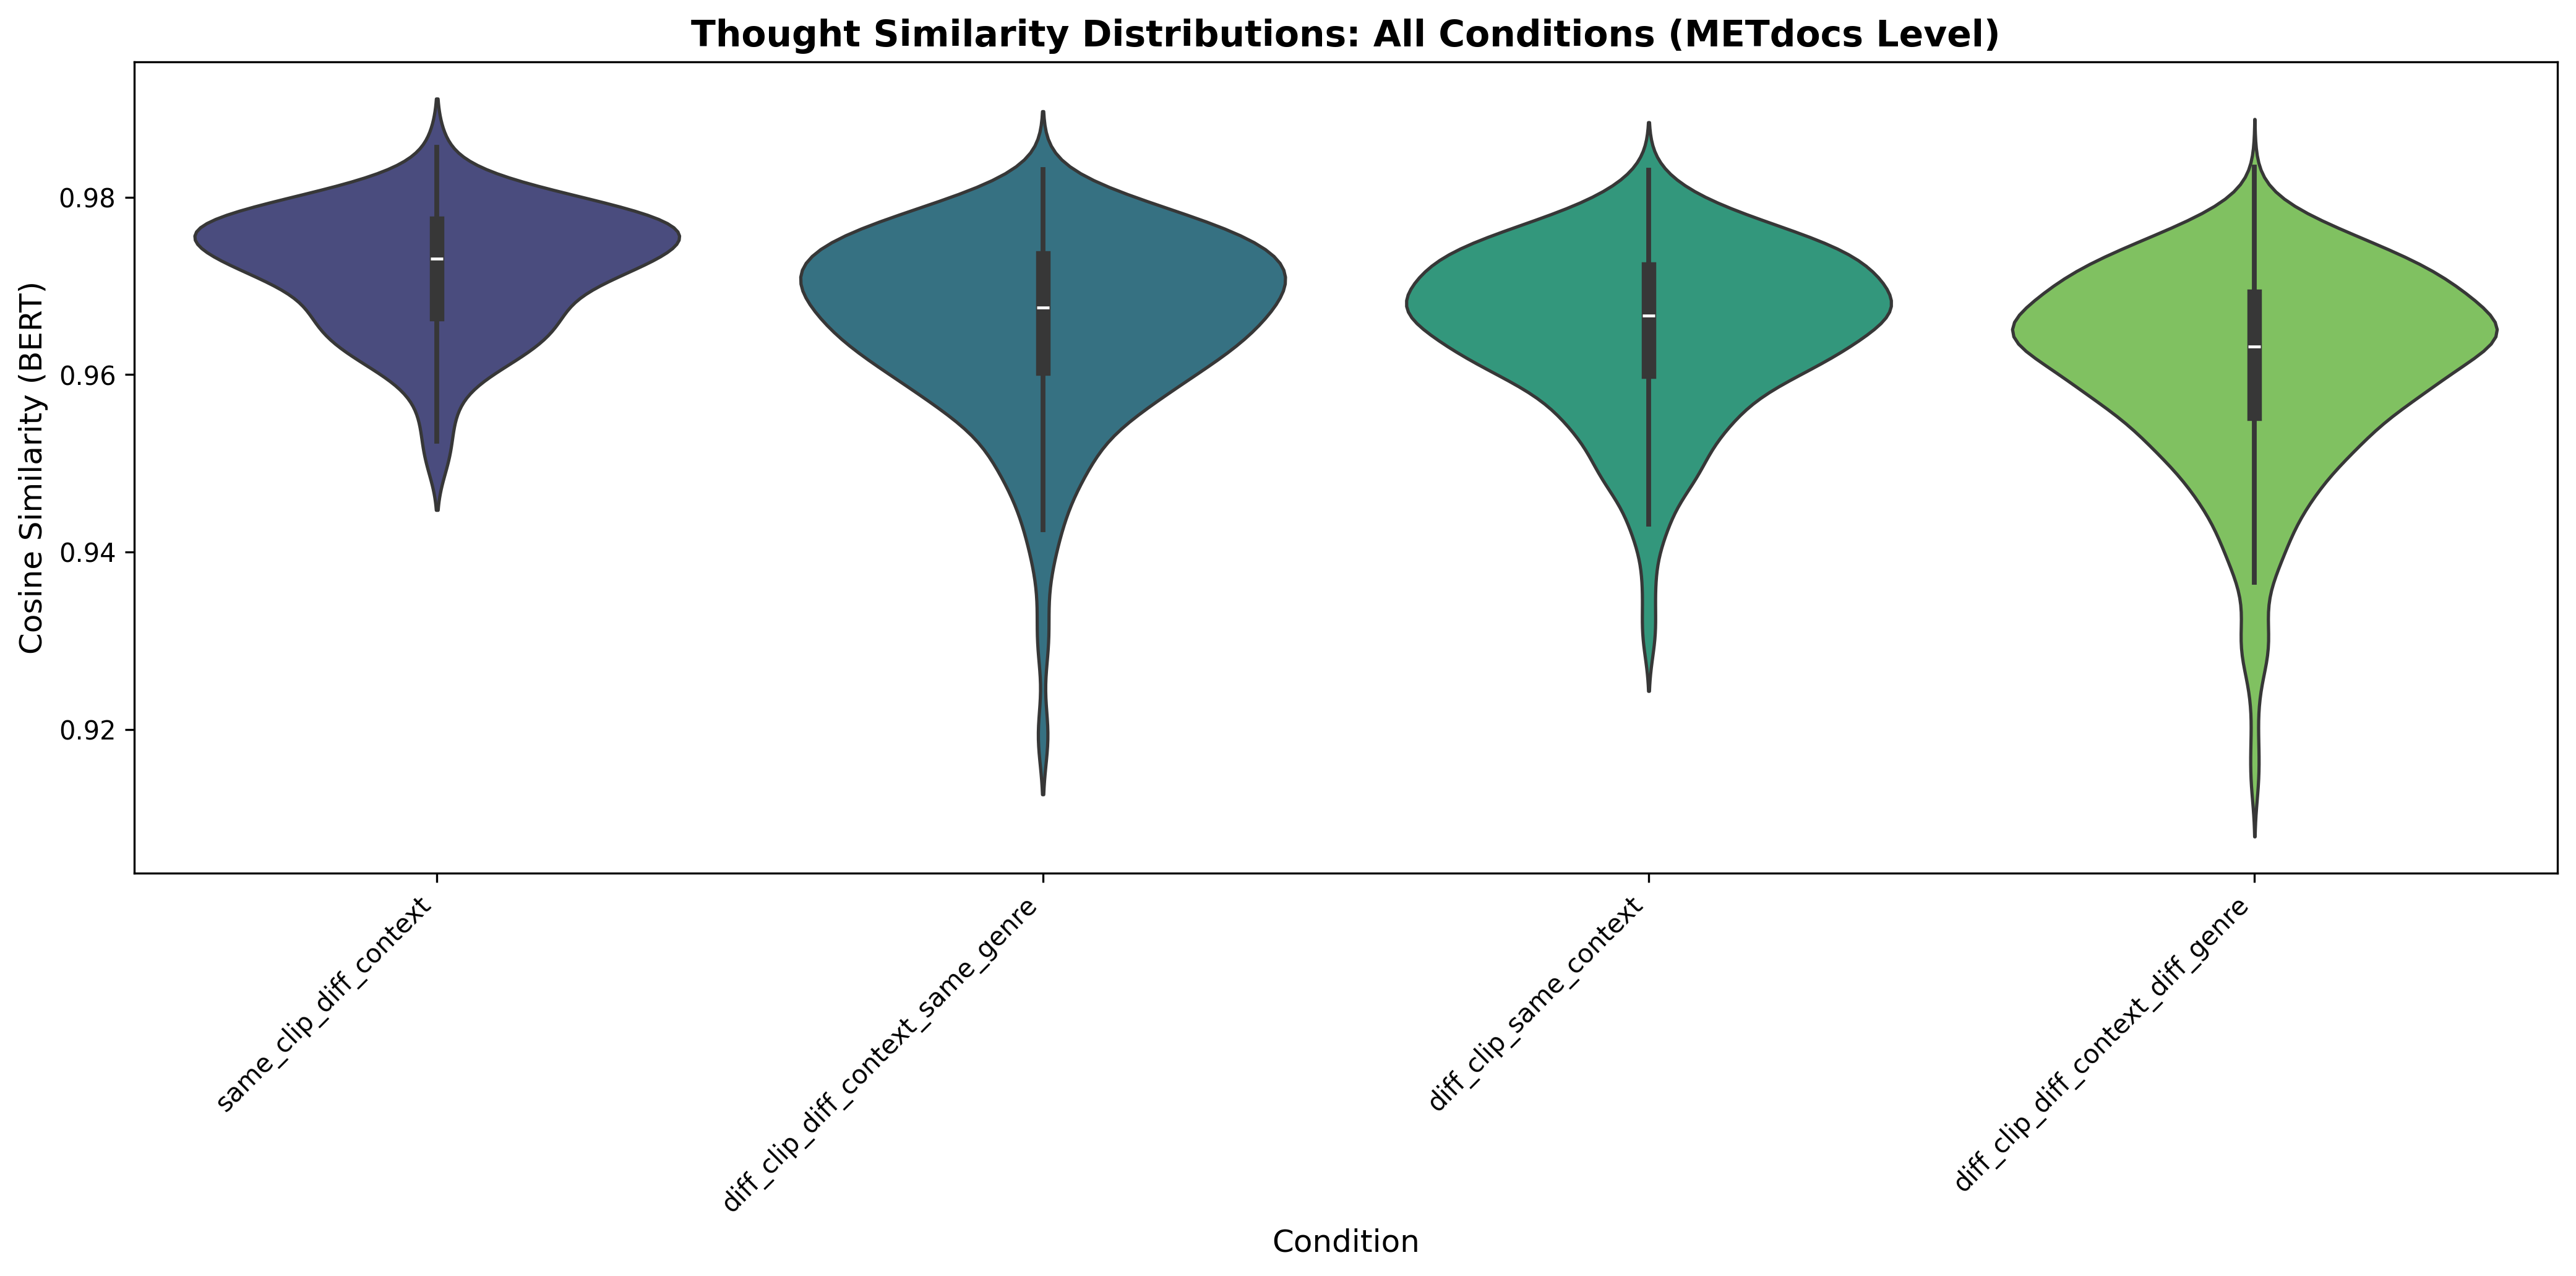 Thought Similarity Distributions: All Conditions (METdocs Level)
Cosine Similarity (BERT)
0.98
0.96
0.94
0.92
same_clip_diff_context
diff_clip_diff_context_same_genre
diff_clip_same_context
diff_clip_diff_context_diff_genre
Condition